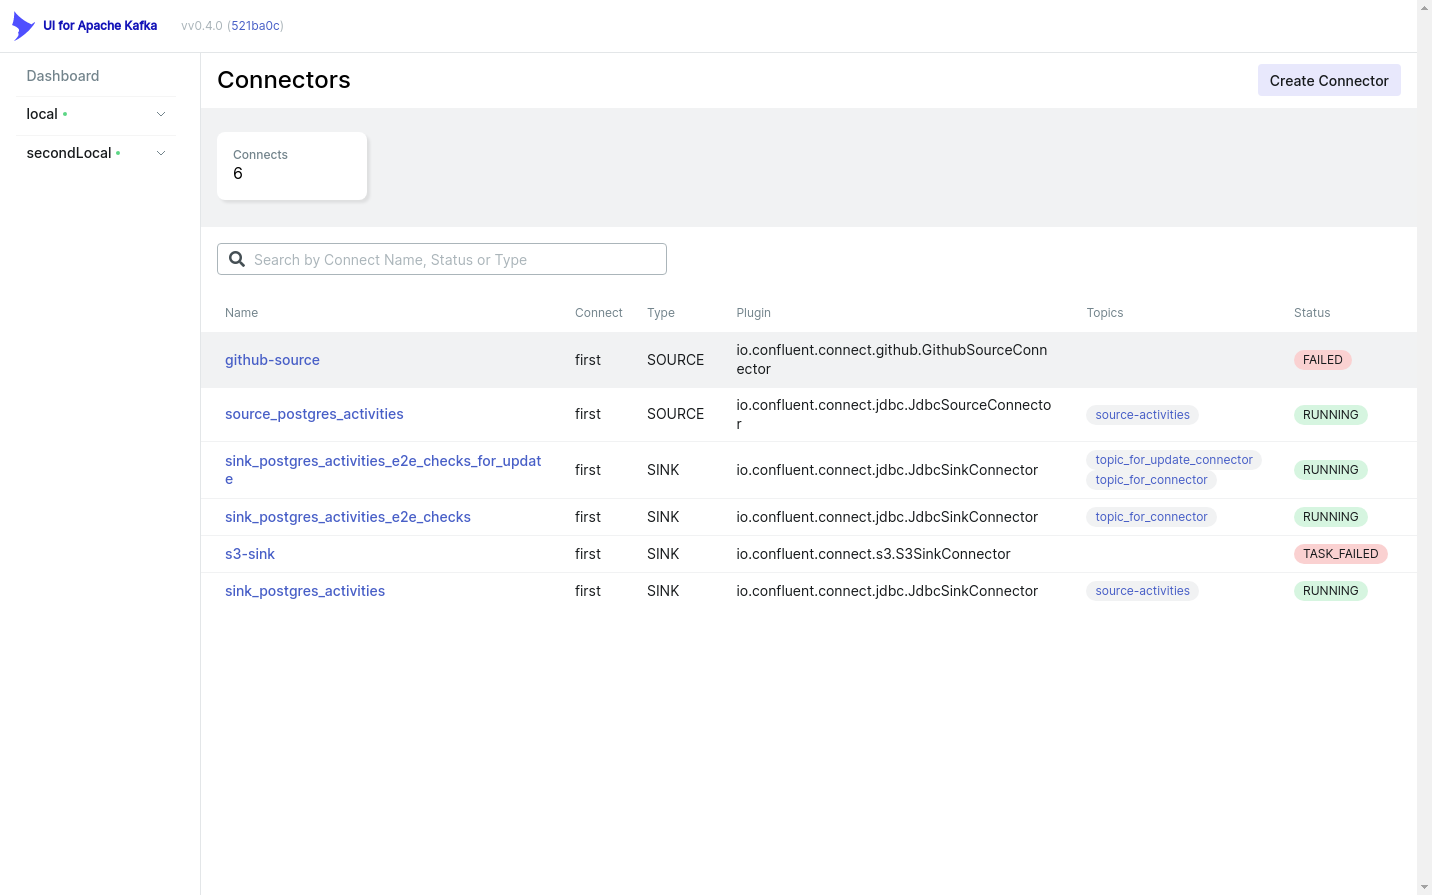 UI for Apache Kafka vv0.4.0 (521ba0c)
Dashboard
local
secondLocal
Connectors
Create Connector
Connects
6
Search by Connect Name, Status or Type
Name Connect Type Plugin Topics Status
github-source first SOURCE io.confluent.connect.github.GithubSourceConn
ector FAILED
source_postgres_activities first SOURCE io.confluent.connect.jdbc.JdbcSourceConnecto
r source-activities RUNNING
sink_postgres_activities_e2e_checks_for_updat
e first SINK io.confluent.connect.jdbc.JdbcSinkConnector topic_for_update_connector
topic_for_connector RUNNING
sink_postgres_activities_e2e_checks first SINK io.confluent.connect.jdbc.JdbcSinkConnector topic_for_connector RUNNING
s3-sink first SINK io.confluent.connect.s3.S3SinkConnector TASK_FAILED
sink_postgres_activities first SINK io.confluent.connect.jdbc.JdbcSinkConnector source-activities RUNNING